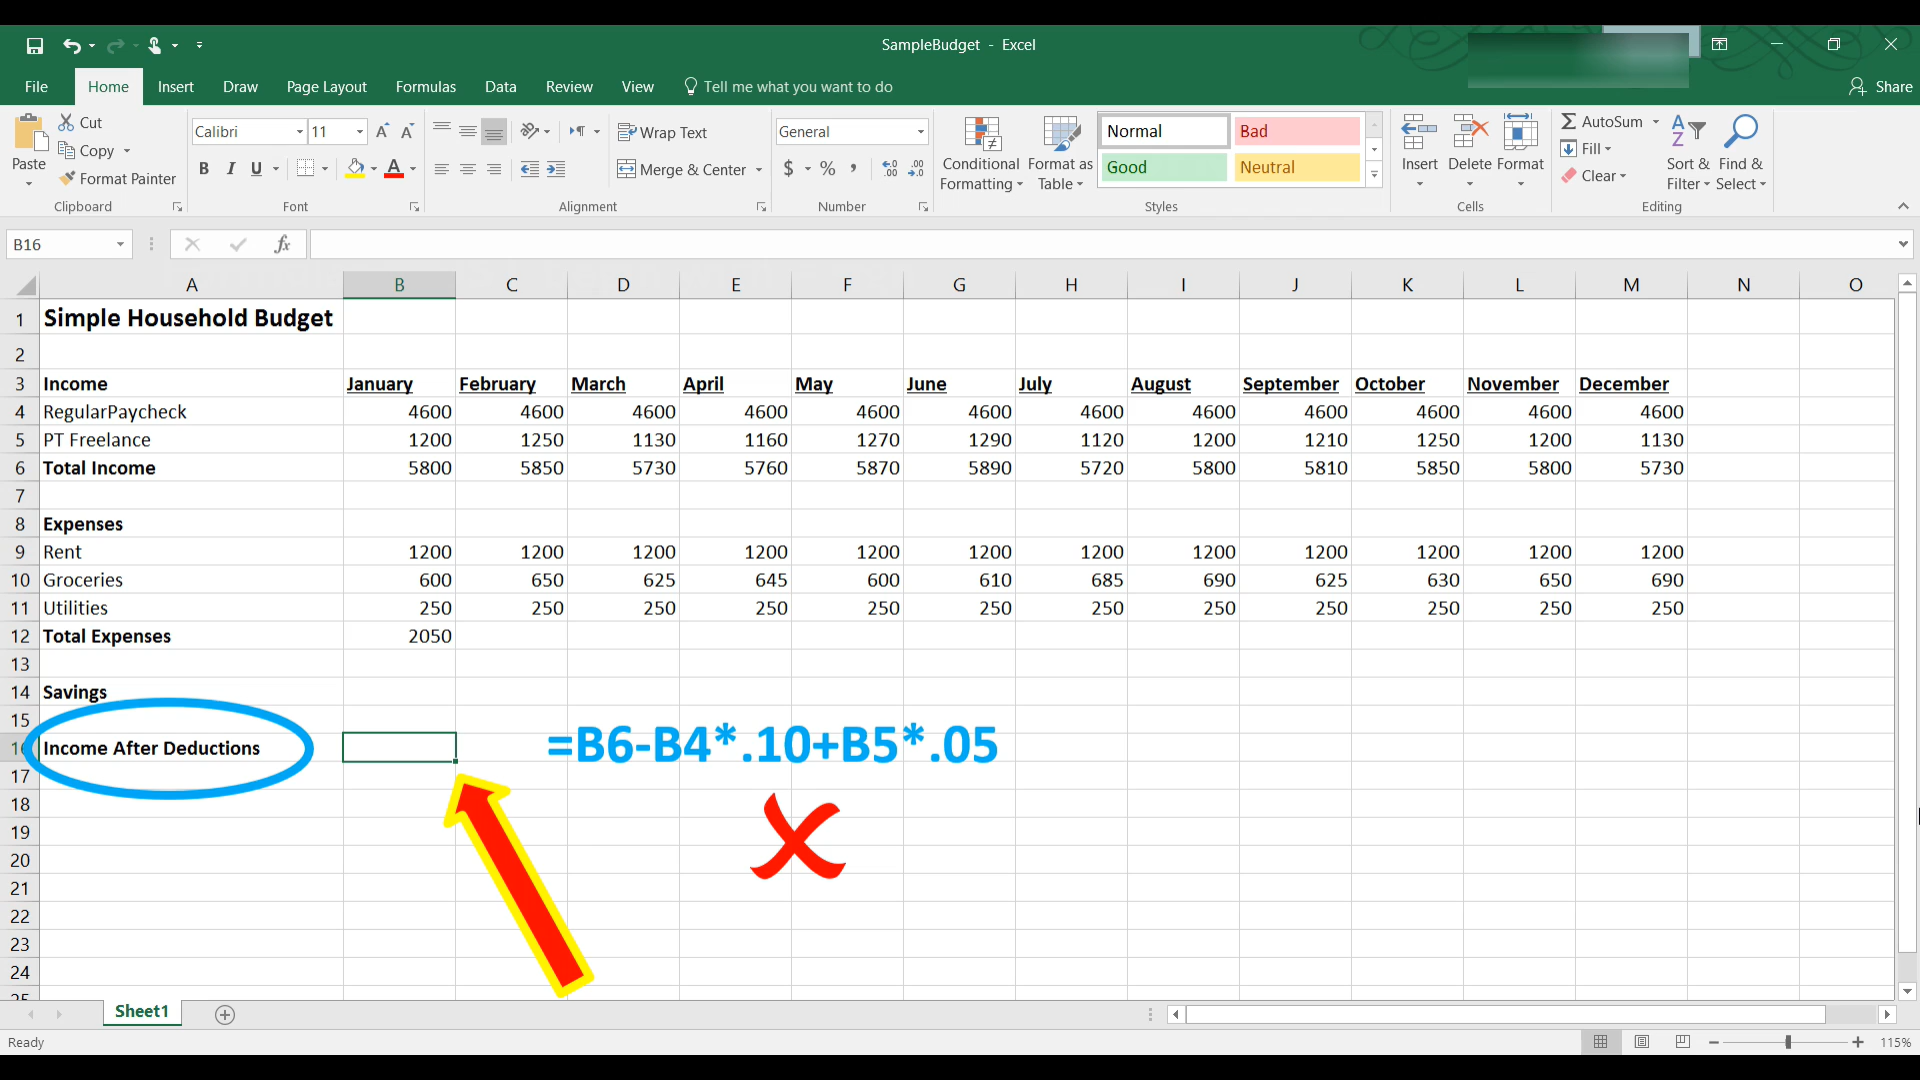 SampleBudget - Excel
File Home Insert Draw Page Layout Formulas Data Review View Tell me what you want to do Share
Paste Cut Copy Format Painter Clipboard
Calibri 11 B I U A Font
Wrap Text Merge & Center Alignment
General $ % , Number
Conditional Formatting Format as Table Normal Bad Good Neutral Styles
Insert Delete Format Cells
AutoSum Fill Clear Sort & Filter Find & Select Editing
B16 fx
A B C D E F G H I J K L M N O
1 Simple Household Budget
2
3 Income January February March April May June July August September October November December
4 RegularPaycheck 4600 4600 4600 4600 4600 4600 4600 4600 4600 4600 4600 4600
5 PT Freelance 1200 1250 1130 1160 1270 1290 1120 1200 1210 1250 1200 1130
6 Total Income 5800 5850 5730 5760 5870 5890 5720 5800 5810 5850 5800 5730
7
8 Expenses
9 Rent 1200 1200 1200 1200 1200 1200 1200 1200 1200 1200 1200 1200
10 Groceries 600 650 625 645 600 610 685 690 625 630 650 690
11 Utilities 250 250 250 250 250 250 250 250 250 250 250 250
12 Total Expenses 2050
13
14 Savings
15
16 Income After Deductions =B6-B4*.10+B5*.05
17
18
19
20
21
22
23
24
25
Sheet1
Ready 115%